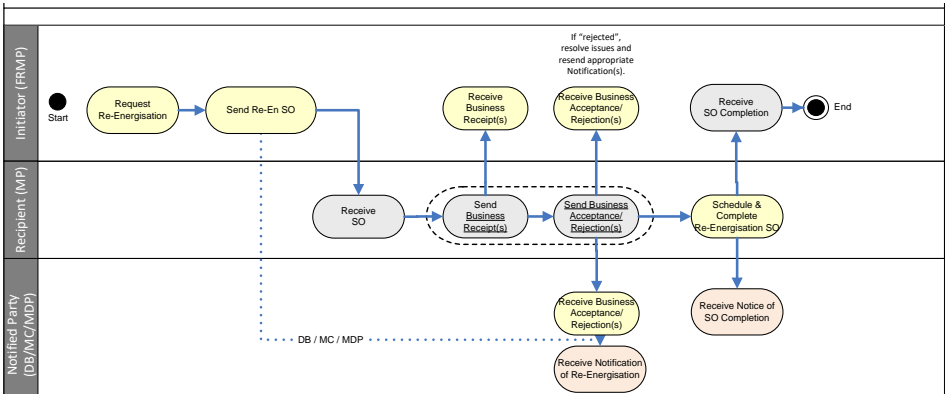 Initiator (FRMP)
Start
Request
Re-Energisation
Send Re-En SO
Receive
Business
Receipt(s)
If “rejected”,
resolve issues and
resend appropriate
Notification(s).
Receive Business
Acceptance/
Rejection(s)
Receive
SO Completion
End
Recipient (MP)
Receive
SO
Send
Business
Receipt(s)
Send Business
Acceptance/
Rejection(s)
Schedule &
Complete
Re-Energisation SO
Notified Party
(DB/MC/MDP)
Receive Business
Acceptance/
Rejection(s)
Receive Notice of
SO Completion
DB / MC / MDP
Receive Notification
of Re-Energisation